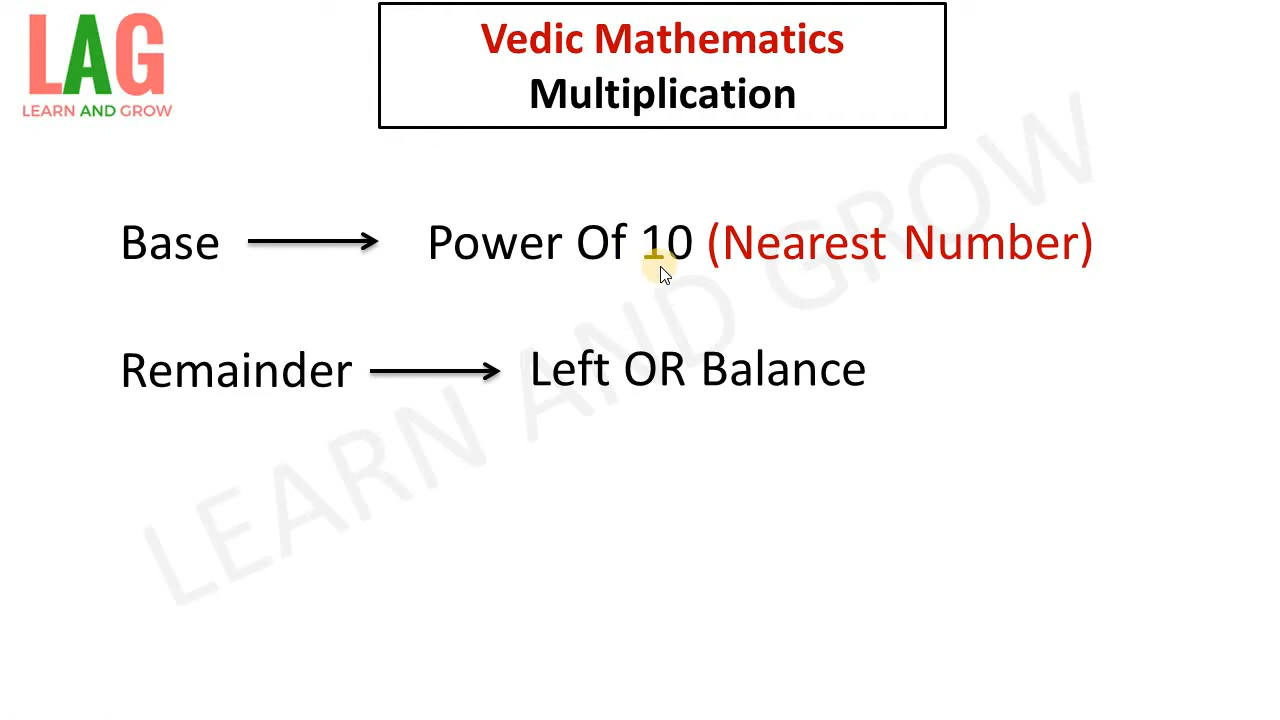 LAG
LEARN AND GROW
Vedic Mathematics
Multiplication
Base Power Of 10 (Nearest Number)
Remainder Left OR Balance
LEARN AND GROW